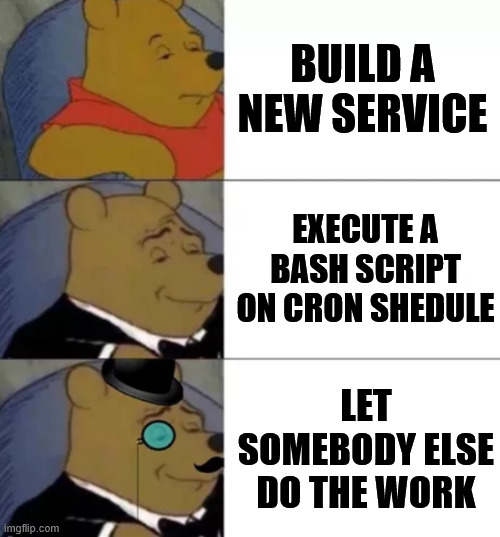 BUILD A
NEW SERVICE
EXECUTE A
BASH SCRIPT
ON CRON SHEDULE
LET
SOMEBODY ELSE
DO THE WORK
imgflip.com